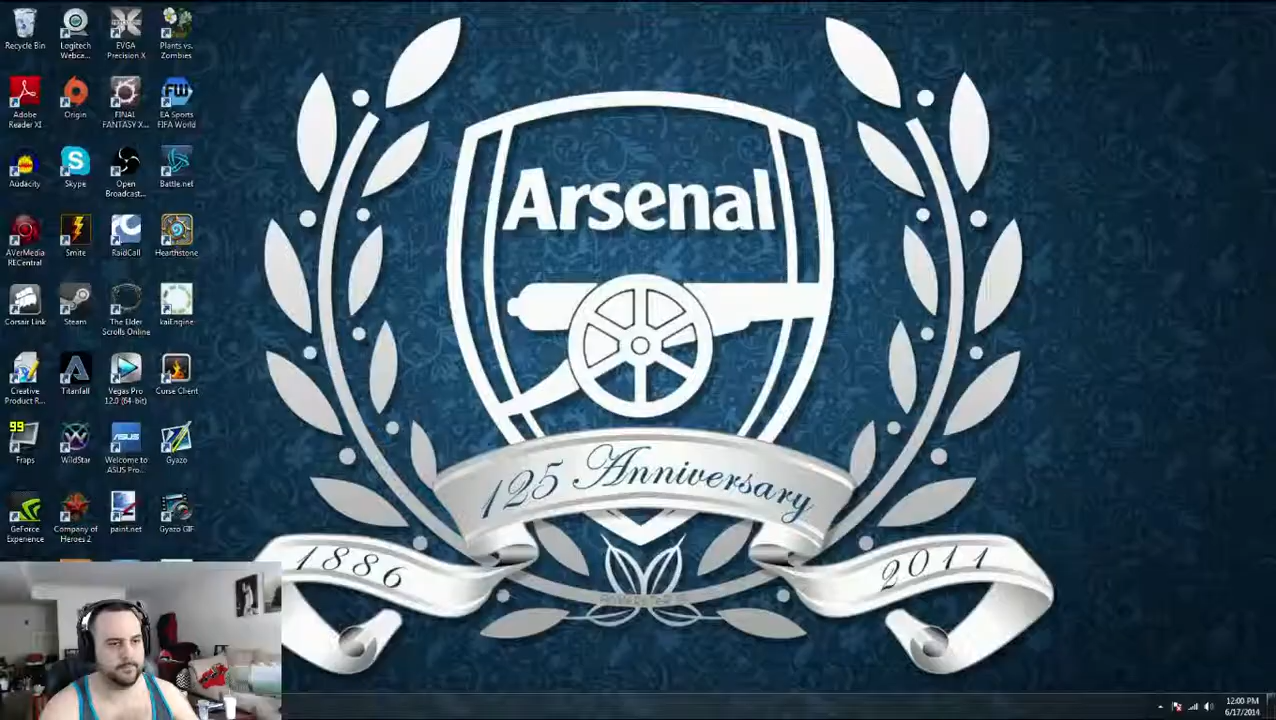 Recycle Bin
Logitech
Webca...
EVGA
Precision X
Plants vs.
Zombies
Adobe
Reader XI
Origin
FINAL
FANTASY X...
FW
EA Sports
FIFA World
Audacity
Skype
Open
Broadcast...
Battle.net
AVerMedia
RECentral
Smite
RaidCall
Hearthstone
Corsair Link
Steam
The Elder
Scrolls Online
kaiEngine
Creative
Product R...
Titanfall
Vegas Pro
12.0 (64-bit)
Curse Client
99
Fraps
WildStar
ASUS
Welcome to
ASUS Pro...
Gyazo
GeForce
Experience
Company of
Heroes 2
paint.net
Gyazo GIF
Arsenal
125 Anniversary
1886
2011
12:00 PM
6/17/2014